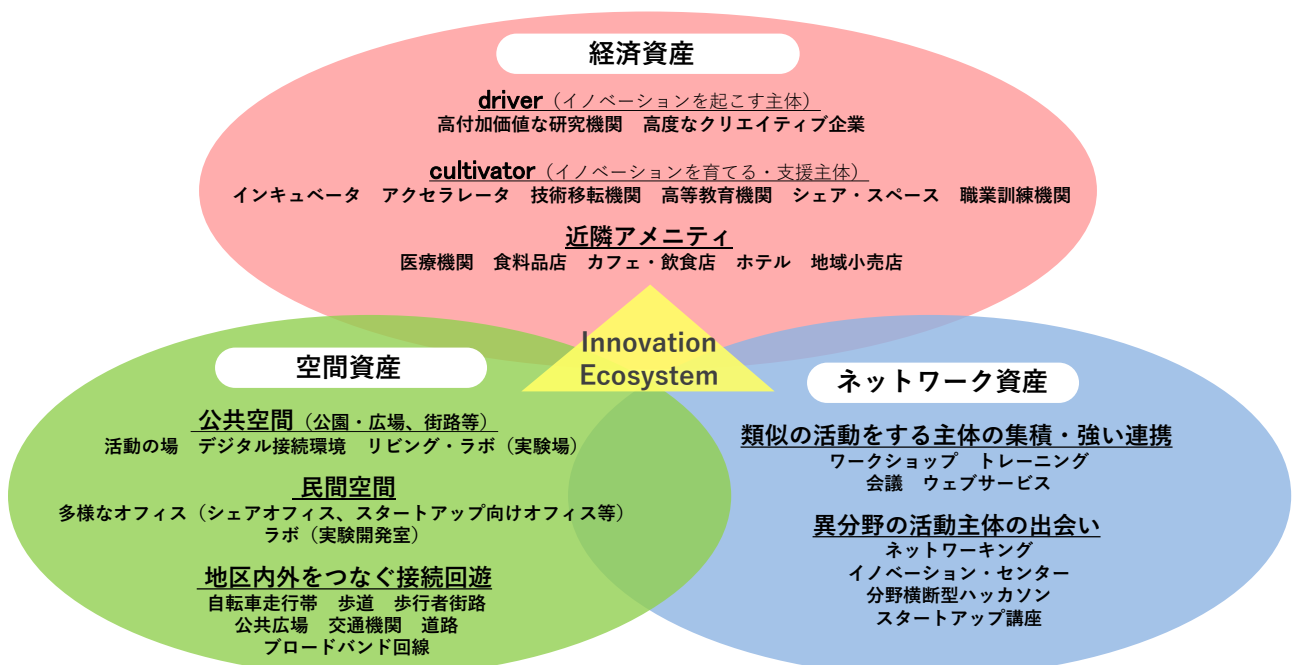 経済資産
driver（イノベーションを起こす主体）
高付加価値な研究機関　高度なクリエイティブ企業
cultivator（イノベーションを育てる・支援主体）
インキュベータ　アクセラレータ　技術移転機関　高等教育機関　シェア・スペース　職業訓練機関
近隣アメニティ
医療機関　食料品店　カフェ・飲食店　ホテル　地域小売店
Innovation
Ecosystem
空間資産
公共空間（公園・広場、街路等）
活動の場　デジタル接続環境　リビング・ラボ（実験場）
民間空間
多様なオフィス（シェアオフィス、スタートアップ向けオフィス等）
ラボ（実験開発室）
地区内外をつなぐ接続回遊
自転車走行帯　歩道　歩行者街路
公共広場　交通機関　道路
ブロードバンド回線
ネットワーク資産
類似の活動をする主体の集積・強い連携
ワークショップ　トレーニング
会議　ウェブサービス
異分野の活動主体の出会い
ネットワーキング
イノベーション・センター
分野横断型ハッカソン
スタートアップ講座